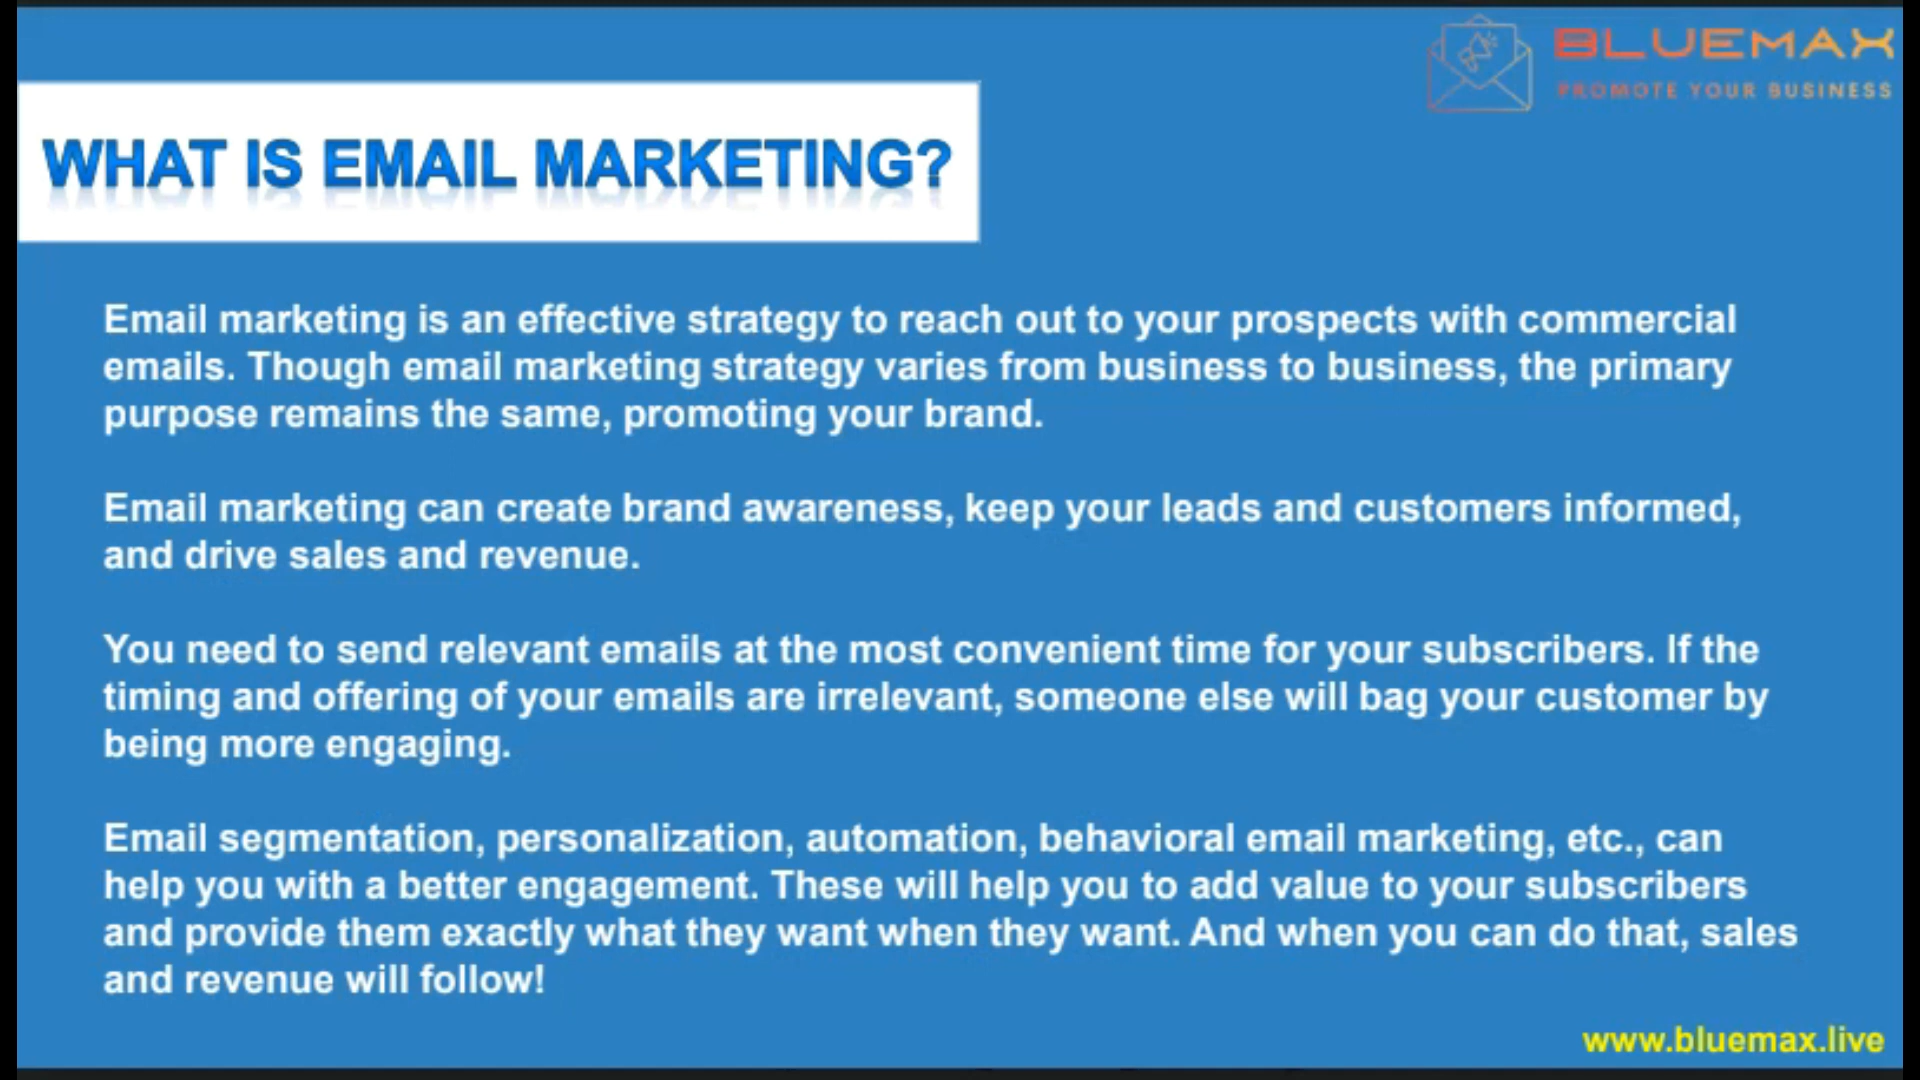 BLUEMAX
PROMOTE YOUR BUSINESS
WHAT IS EMAIL MARKETING?
Email marketing is an effective strategy to reach out to your prospects with commercial
emails. Though email marketing strategy varies from business to business, the primary
purpose remains the same, promoting your brand.
Email marketing can create brand awareness, keep your leads and customers informed,
and drive sales and revenue.
You need to send relevant emails at the most convenient time for your subscribers. If the
timing and offering of your emails are irrelevant, someone else will bag your customer by
being more engaging.
Email segmentation, personalization, automation, behavioral email marketing, etc., can
help you with a better engagement. These will help you to add value to your subscribers
and provide them exactly what they want when they want. And when you can do that, sales
and revenue will follow!
www.bluemax.live